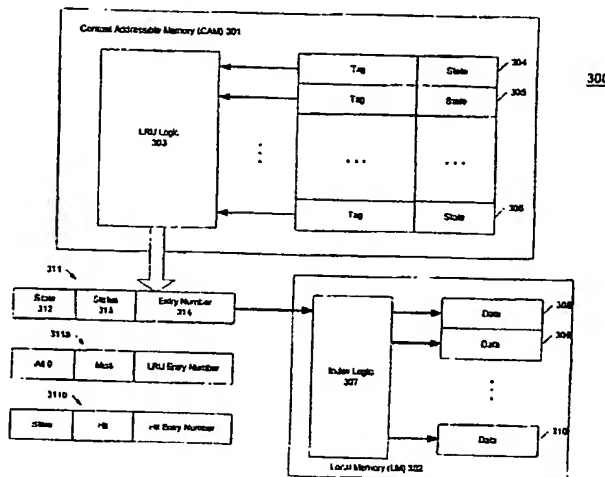 Content Addressable Memory (CAM) 301
300
LRU Logic
303
Tag State 304
Tag State 305
Tag State 306
311
State
312
Status
313
Entry Number
314
311a
All 0 Miss LRU Entry Number
311b
State Hit Hit Entry Number
Index Logic
307
Data 308
Data 309
Data 310
Local Memory (LM) 302